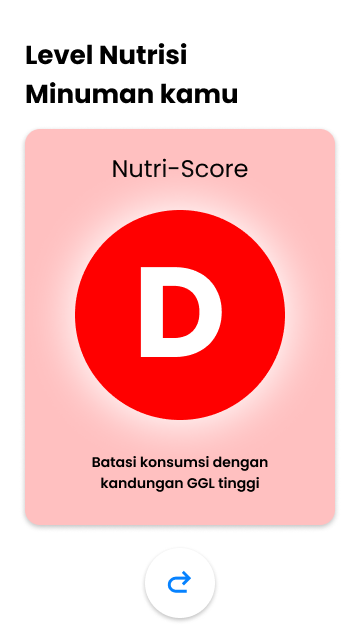 Level Nutrisi
Minuman kamu
Nutri-Score
D
Batasi konsumsi dengan
kandungan GGL tinggi